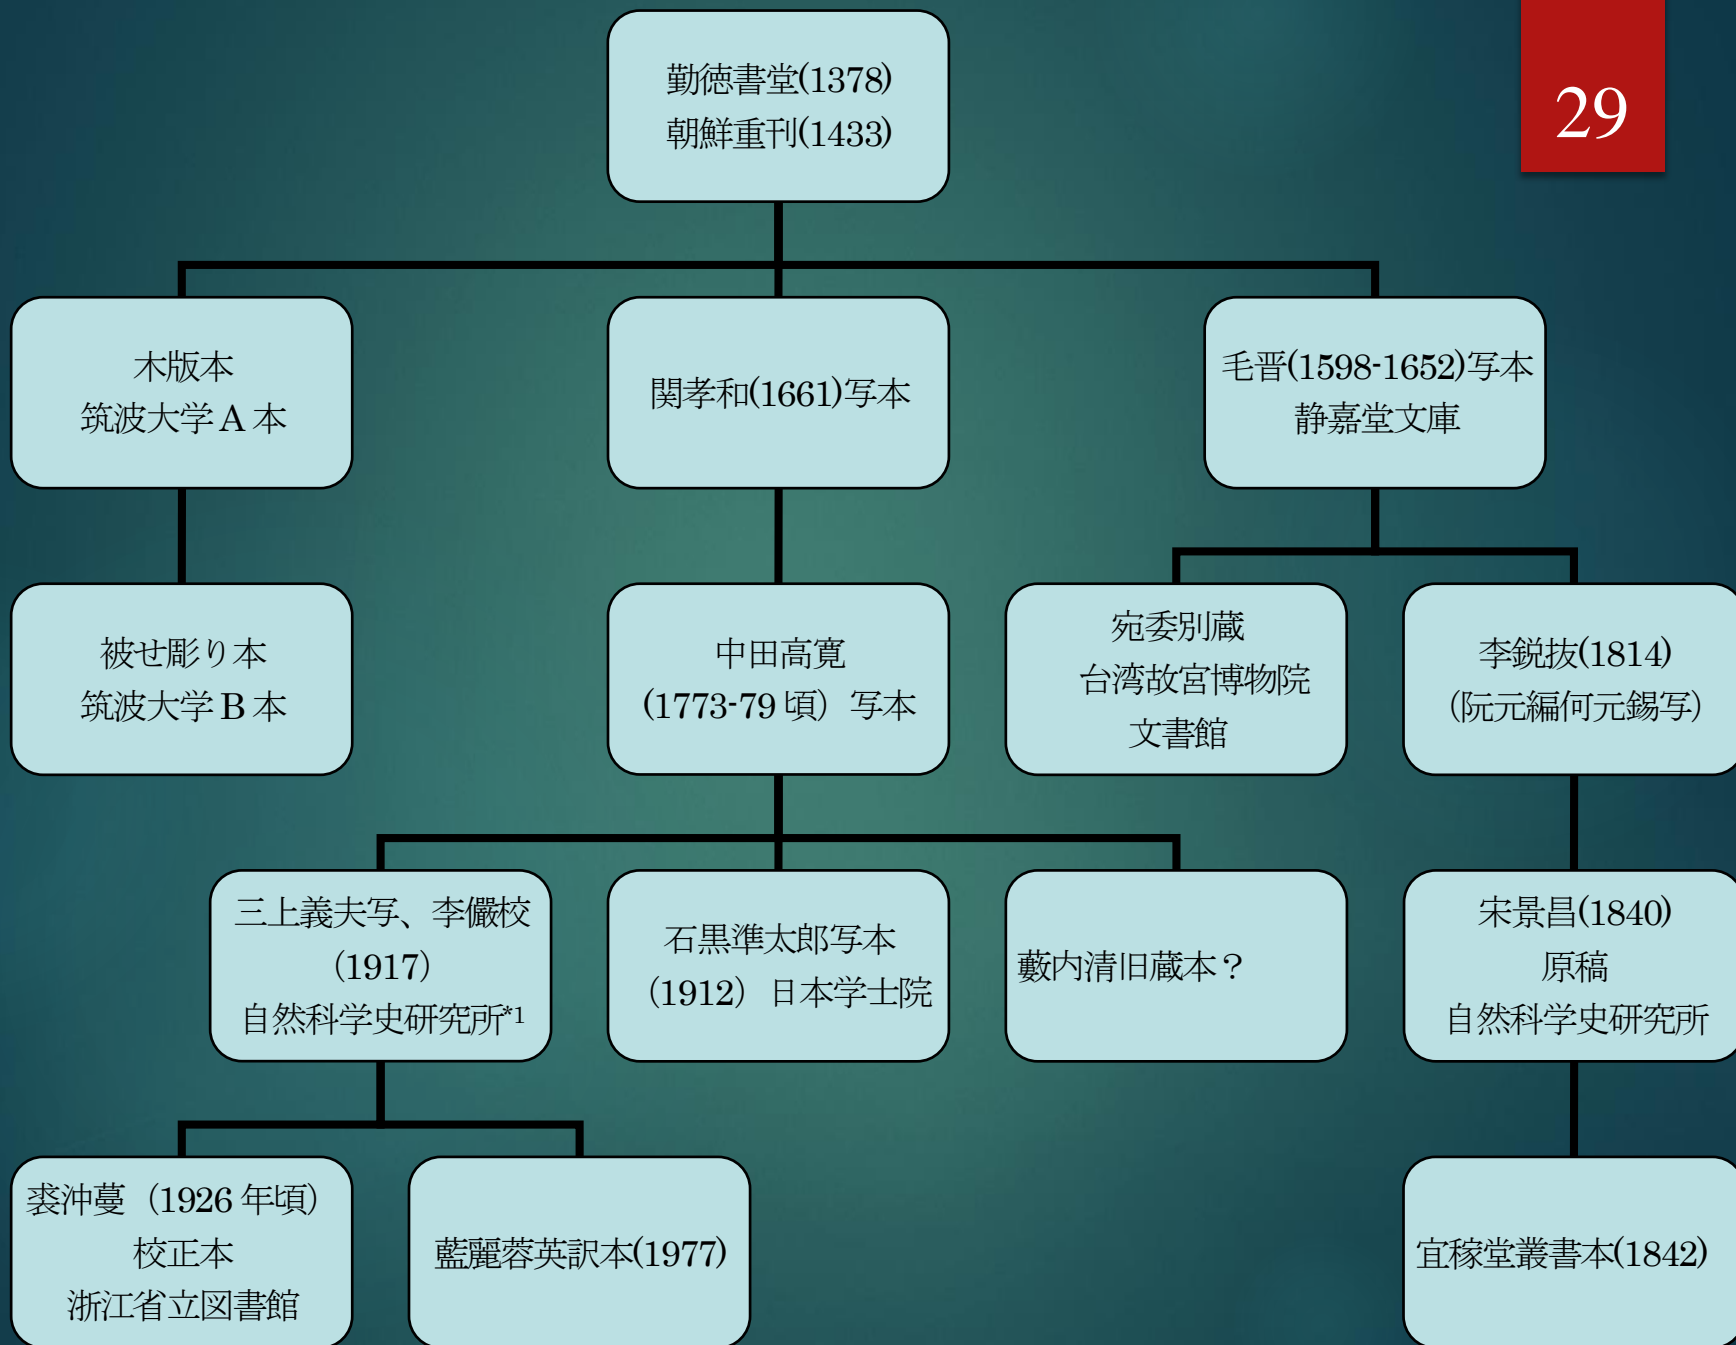 29
勤徳書堂(1378)
朝鮮重刊(1433)
木版本
筑波大学A本
関孝和(1661)写本
毛晋(1598-1652)写本
静嘉堂文庫
被せ彫り本
筑波大学B本
中田高寛
(1773-79頃）写本
宛委別蔵
台湾故宮博物院
文書館
李鋭抜(1814)
（阮元編何元錫写）
三上義夫写、李儼校
（1917）
自然科学史研究所*1
石黒準太郎写本
（1912）日本学士院
藪内清旧蔵本？
宋景昌(1840)
原稿
自然科学史研究所
裘沖蔓（1926年頃）
校正本
浙江省立図書館
藍麗蓉英訳本(1977)
宜稼堂叢書本(1842)